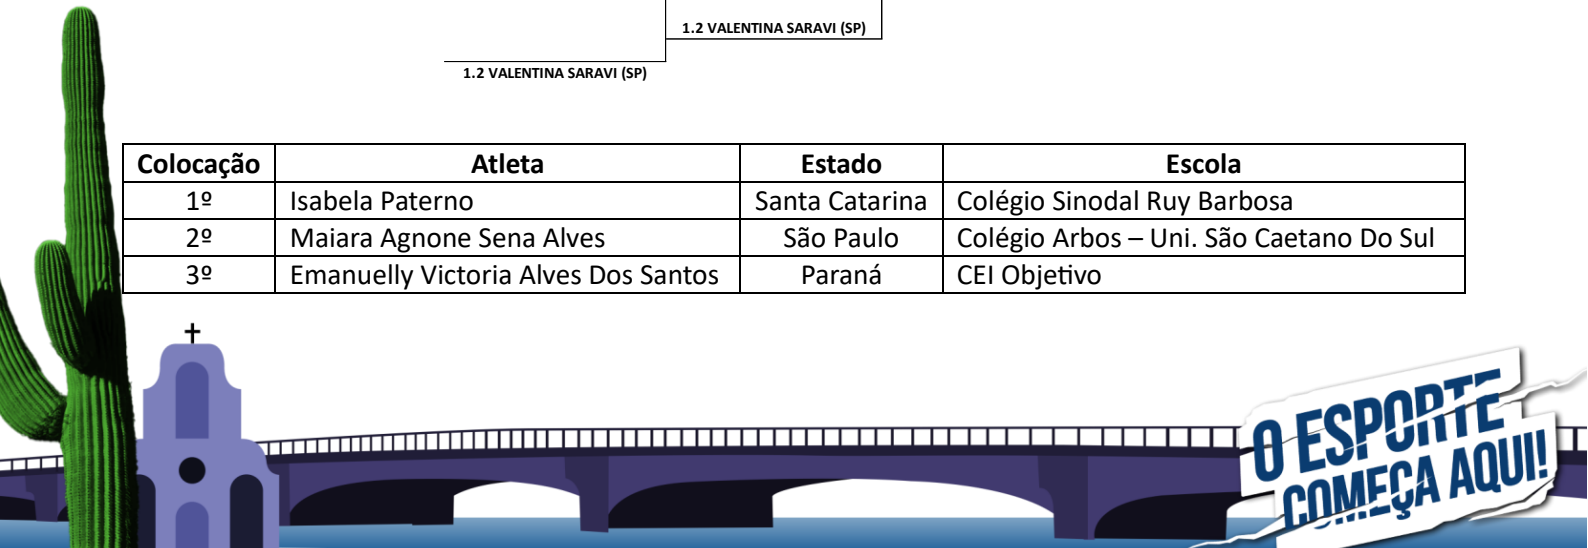 1.2 VALENTINA SARAVI (SP)
1.2 VALENTINA SARAVI (SP)
Colocação Atleta Estado Escola
1º Isabela Paterno Santa Catarina Colégio Sinodal Ruy Barbosa
2º Maiara Agnone Sena Alves São Paulo Colégio Arbos – Uni. São Caetano Do Sul
3º Emanuelly Victoria Alves Dos Santos Paraná CEI Objetivo
O ESPORTE
COMEÇA AQUI!